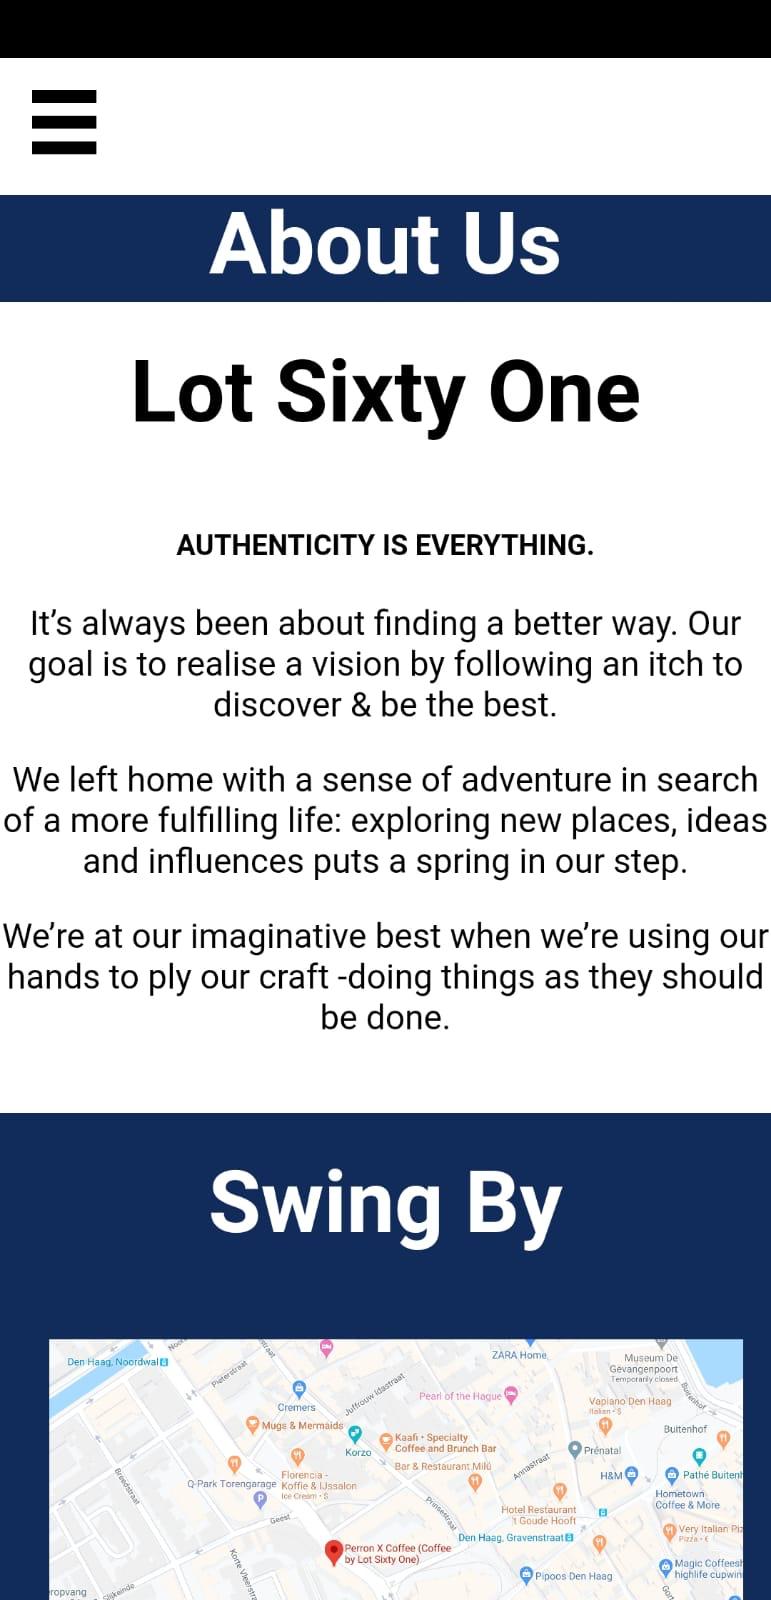 About Us
Lot Sixty One
AUTHENTICITY IS EVERYTHING.
It’s always been about finding a better way. Our
goal is to realise a vision by following an itch to
discover & be the best.
We left home with a sense of adventure in search
of a more fulfilling life: exploring new places, ideas
and influences puts a spring in our step.
We’re at our imaginative best when we’re using our
hands to ply our craft -doing things as they should
be done.
Swing By
Den Haag, Noordwal
Pieterstraat
Juffrouw Idastraat
ZARA Home
Museum De
Gevangenpoort
Temporarily closed
Buitenhof
Cremers
Pearl of the Hague
Vapiano Den Haag
Italian • $
Mugs & Mermaids
Korzo
Kaafi • Specialty
Coffee and Brunch Bar
Bar & Restaurant Milú
Prénatal
Buitenhof
Annastraat
H&M
Pathé Buitenh
Q-Park Torengarage
Florencia -
Koffie & IJssalon
Ice Cream • $
Breedstraat
Prinsestraat
Hometown
Coffee & More
Hotel Restaurant
't Goude Hooft
Geest
Den Haag, Gravenstraat
Very Italian Piz
Pizza • €
Perron X Coffee (Coffee
by Lot Sixty One)
Korte Vleerstra
Pipoos Den Haag
Magic Coffeesh
highlife cupwin
ropvang
Slijkeinde